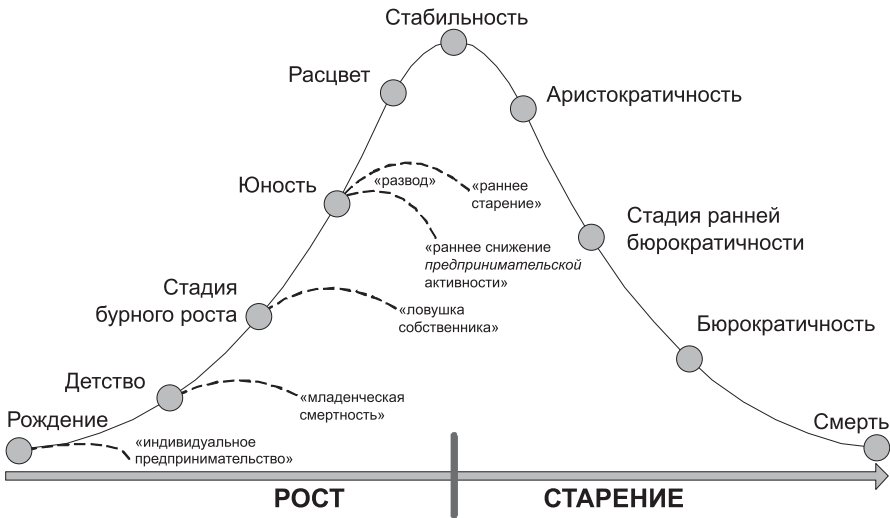 Стабильность
Расцвет
Аристократичность
Юность
«развод»
«раннее
старение»
Стадия ранней
бюрократичности
«раннее снижение
предпринимательской
активности»
Стадия
бурного роста
«ловушка
собственника»
Бюрократичность
Детство
«младенческая
смертность»
Рождение
Смерть
«индивидуальное
предпринимательство»
РОСТ
СТАРЕНИЕ